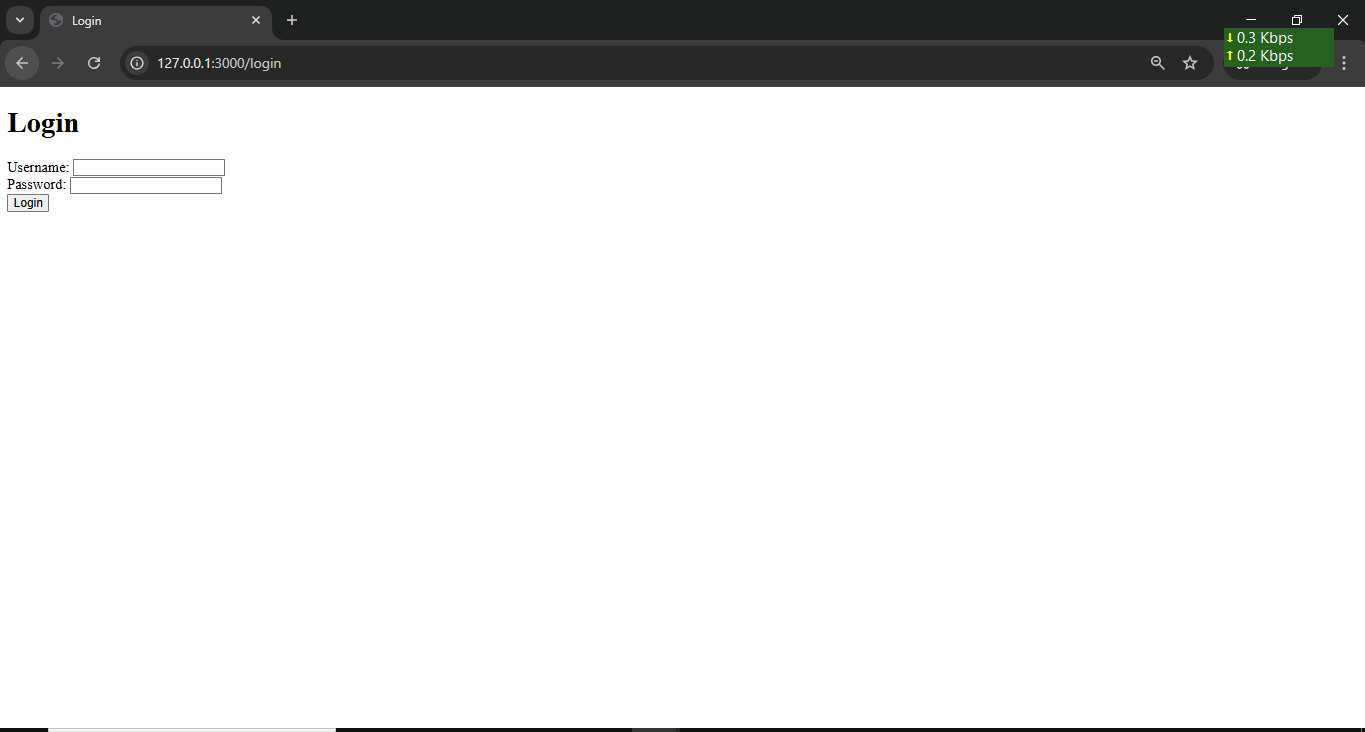 Login
0.3 Kbps
127.0.0.1:3000/login
0.2 Kbps
Login
Username:
Password:
Login